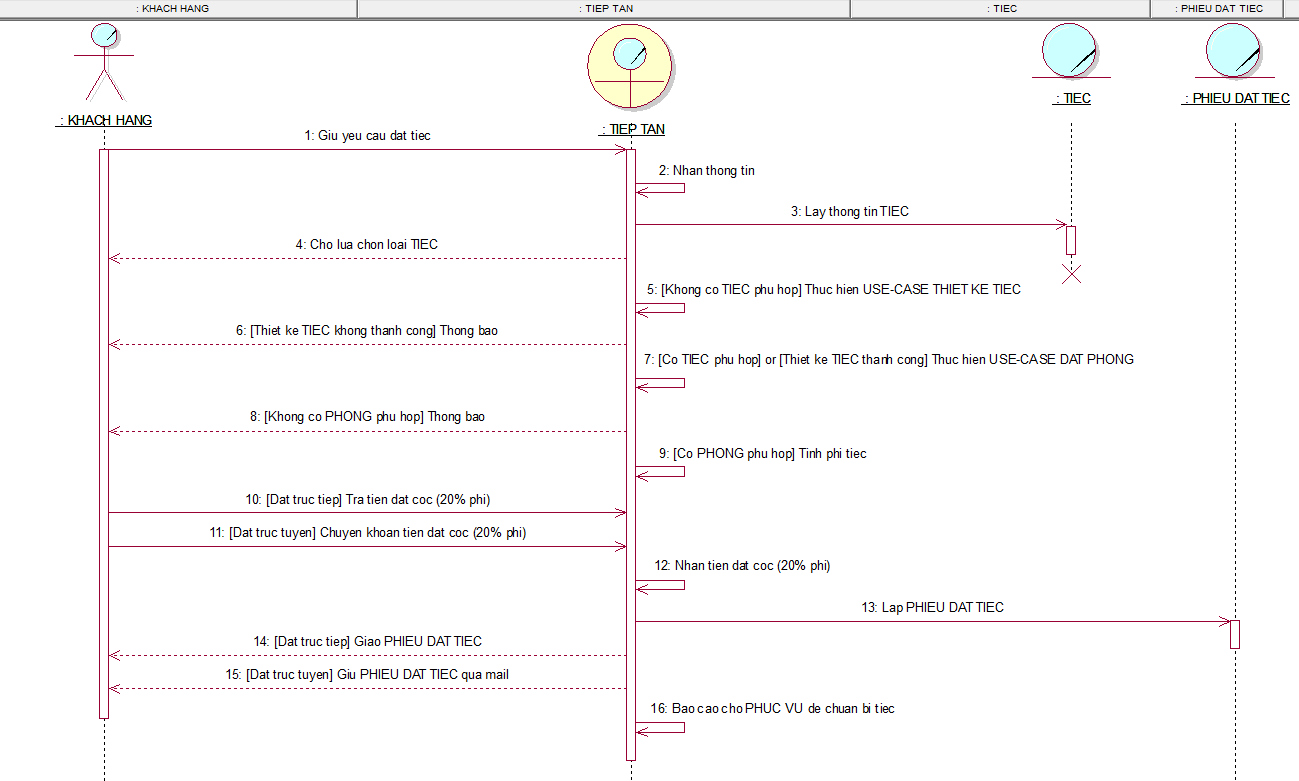 : KHACH HANG
: TIEP TAN
: TIEC
: PHIEU DAT TIEC
: KHACH HANG
: TIEP TAN
: TIEC
: PHIEU DAT TIEC
1: Giu yeu cau dat tiec
2: Nhan thong tin
3: Lay thong tin TIEC
4: Cho lua chon loai TIEC
5: [Khong co TIEC phu hop] Thuc hien USE-CASE THIET KE TIEC
6: [Thiet ke TIEC khong thanh cong] Thong bao
7: [Co TIEC phu hop] or [Thiet ke TIEC thanh cong] Thuc hien USE-CASE DAT PHONG
8: [Khong co PHONG phu hop] Thong bao
9: [Co PHONG phu hop] Tinh phi tiec
10: [Dat truc tiep] Tra tien dat coc (20% phi)
11: [Dat truc tuyen] Chuyen khoan tien dat coc (20% phi)
12: Nhan tien dat coc (20% phi)
13: Lap PHIEU DAT TIEC
14: [Dat truc tiep] Giao PHIEU DAT TIEC
15: [Dat truc tuyen] Giu PHIEU DAT TIEC qua mail
16: Bao cao cho PHUC VU de chuan bi tiec